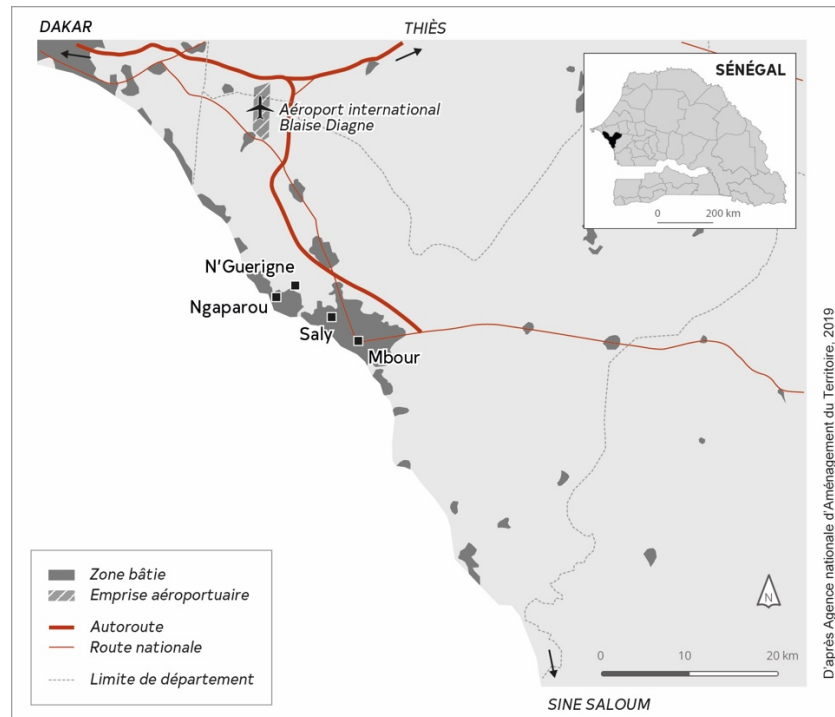 DAKAR
THIÈS
SÉNÉGAL
0
200 km
Aéroport international
Blaise Diagne
N'Guerigne
Ngaparou
Saly
Mbour
Zone bâtie
Emprise aéroportuaire
Autoroute
Route nationale
Limite de département
N
0
10
20 km
SINE SALOUM
D'après Agence nationale d'Aménagement du Territoire, 2019